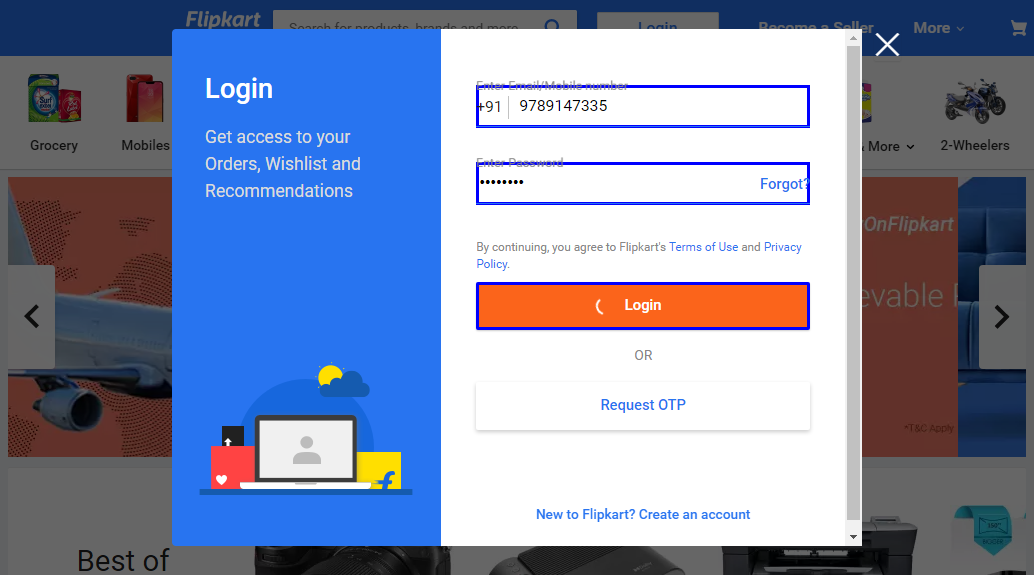 Flipkart
Search for products, brands and more
Login
Become a Seller
More
Grocery
Mobiles
& More
2-Wheelers
Login
Get access to your
Orders, Wishlist and
Recommendations
Enter Email/Mobile number
+91 9789147335
Enter Password
Forgot?
By continuing, you agree to Flipkart's Terms of Use and Privacy
Policy.
Login
OR
Request OTP
New to Flipkart? Create an account
OnFlipkart
evable
*T&C Apply
Best of